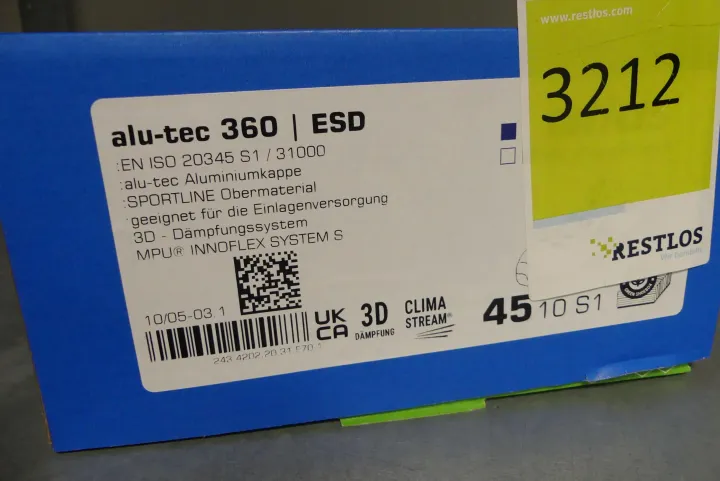 www.restlos.com
3212
RESTLOS
alu-tec 360 | ESD
:EN ISO 20345 S1 / 31000
:alu-tec Aluminiumkappe
:SPORTLINE Obermaterial
geeignet für die Einlagenversorgung
3D - Dämpfungssystem
MPU® INNOFLEX SYSTEM S
10/05-03.1
UK
CA
3D
DÄMPFUNG
CLIMA
STREAM®
45 10 S1